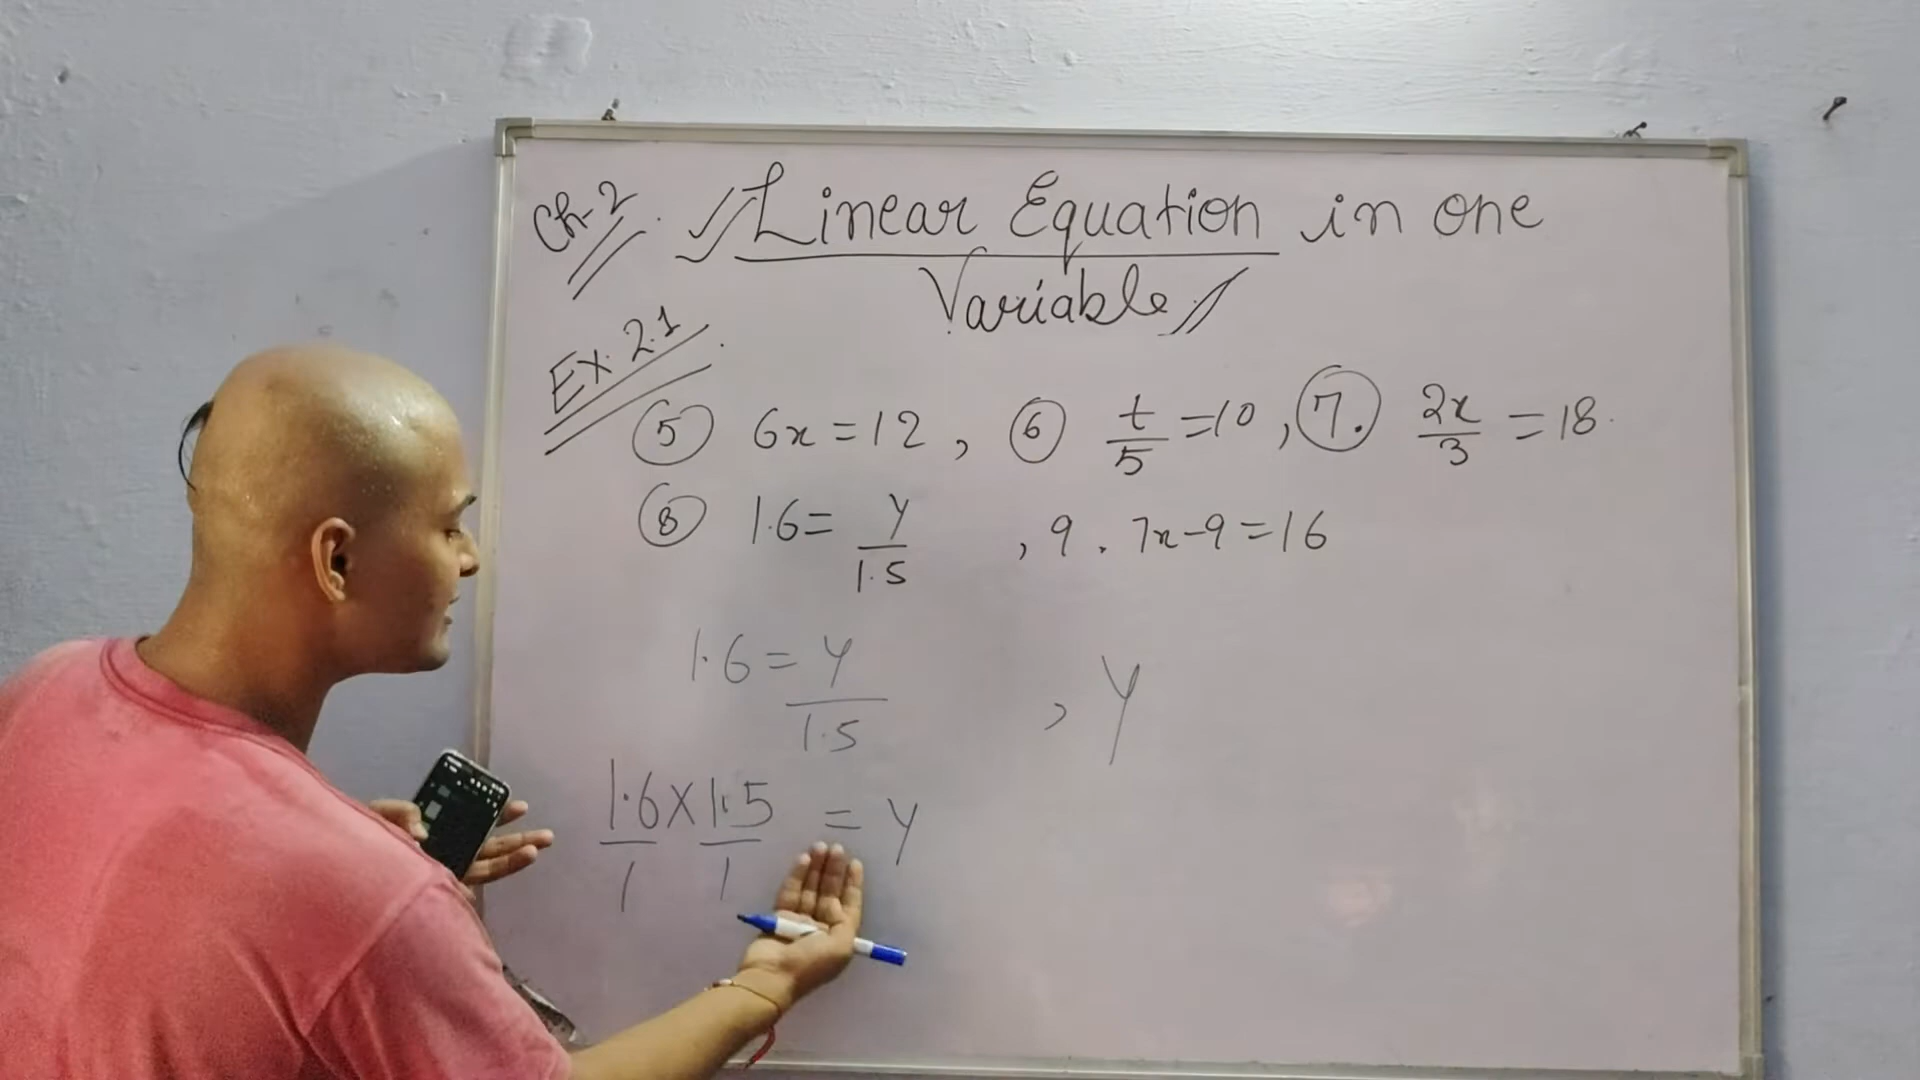 Ch-2 Linear Equation in one
Variable
Ex. 2.1
5 6x = 12 , 6 t/5 = 10 , 7. 2x/3 = 18.
8 1.6 = y/1.5 , 9. 7x-9 = 16
1.6 = y/1.5 , y
1.6/1 x 1.5/1 = y